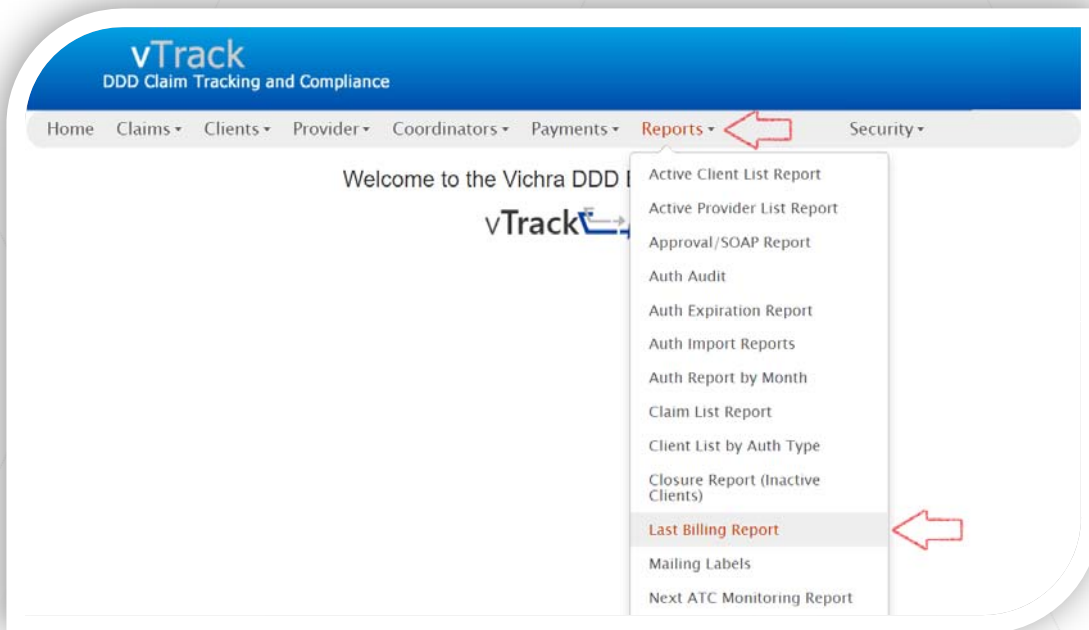 vTrack
DDD Claim Tracking and Compliance
Home Claims Clients Provider Coordinators Payments Reports Security
Welcome to the Vichra DDD
vTrack
Active Client List Report
Active Provider List Report
Approval/SOAP Report
Auth Audit
Auth Expiration Report
Auth Import Reports
Auth Report by Month
Claim List Report
Client List by Auth Type
Closure Report (Inactive
Clients)
Last Billing Report
Mailing Labels
Next ATC Monitoring Report